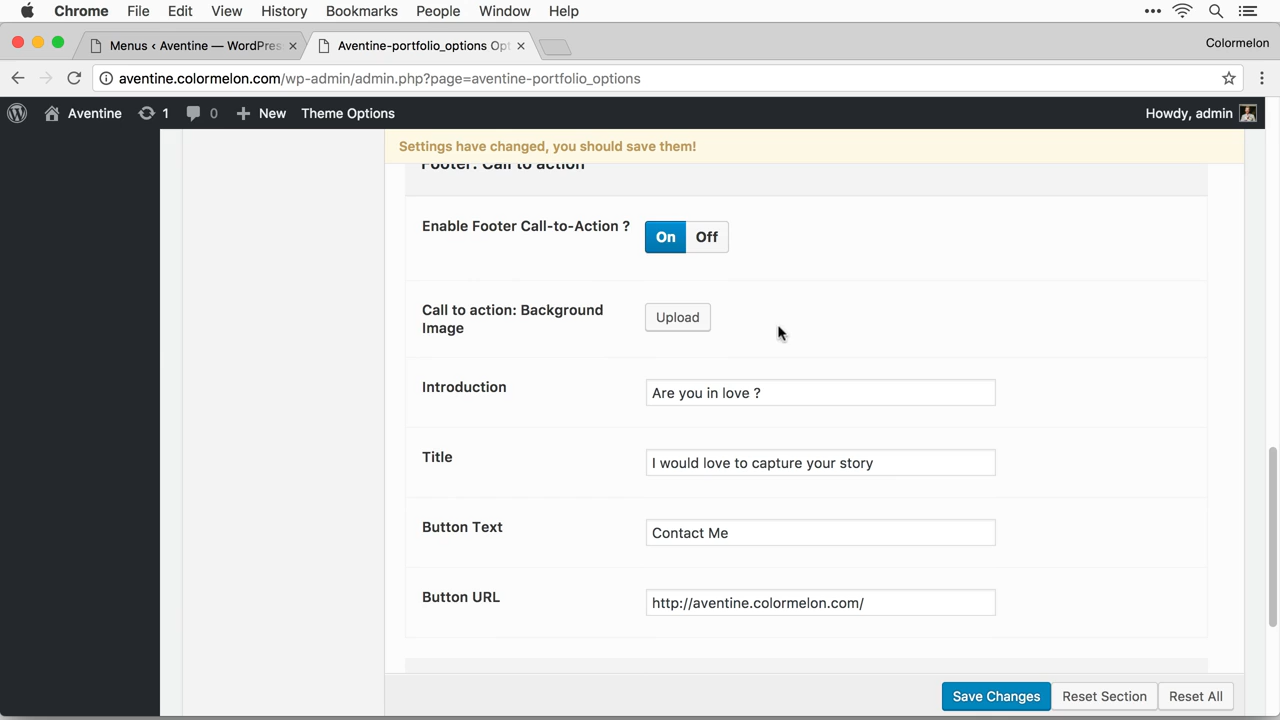 Chrome File Edit View History Bookmarks People Window Help
Menus ‹ Aventine — WordPres
Aventine-portfolio_options Opt
Colormelon
aventine.colormelon.com/wp-admin/admin.php?page=aventine-portfolio_options
Aventine 1 0 New Theme Options Howdy, admin
Settings have changed, you should save them!
Footer: Call to action
Enable Footer Call-to-Action ? On Off
Call to action: Background
Image
Upload
Introduction Are you in love ?
Title I would love to capture your story
Button Text Contact Me
Button URL http://aventine.colormelon.com/
Save Changes Reset Section Reset All